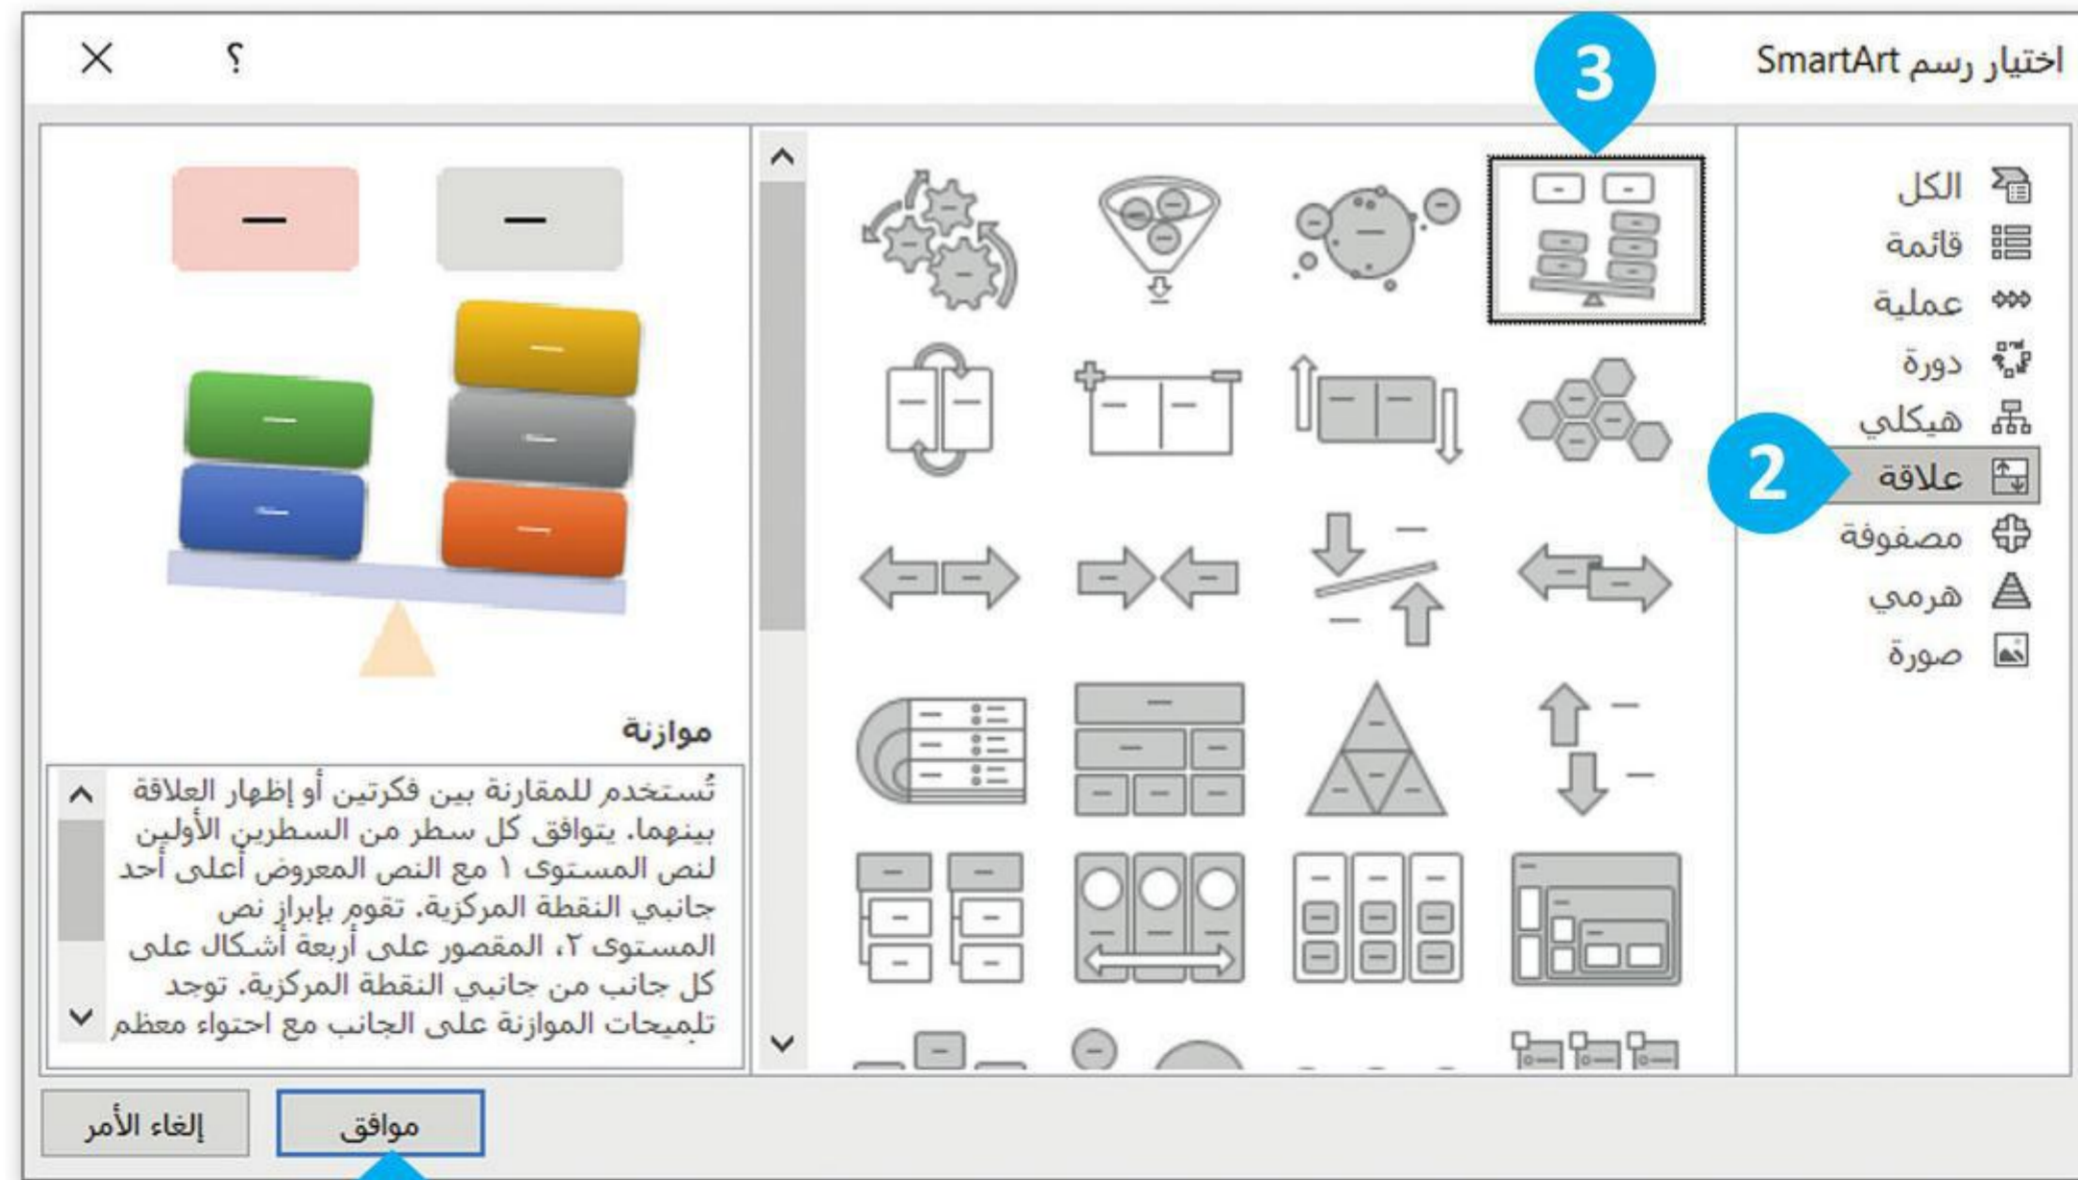 اختيار رسم SmartArt
؟
3
الكل
قائمة
عملية
دورة
هيكلي
2
علاقة
مصفوفة
هرمي
صورة
موازنة
تُستخدم للمقارنة بين فكرتين أو إظهار العلاقة
بينهما. يتوافق كل سطر من السطرين الأولين
لنص المستوى ١ مع النص المعروض أعلى أحد
جانبي النقطة المركزية. تقوم بإبراز نص
المستوى ٢، المقصور على أربعة أشكال على
كل جانب من جانبي النقطة المركزية. توجد
تلميحات الموازنة على الجانب مع احتواء معظم
موافق
إلغاء الأمر